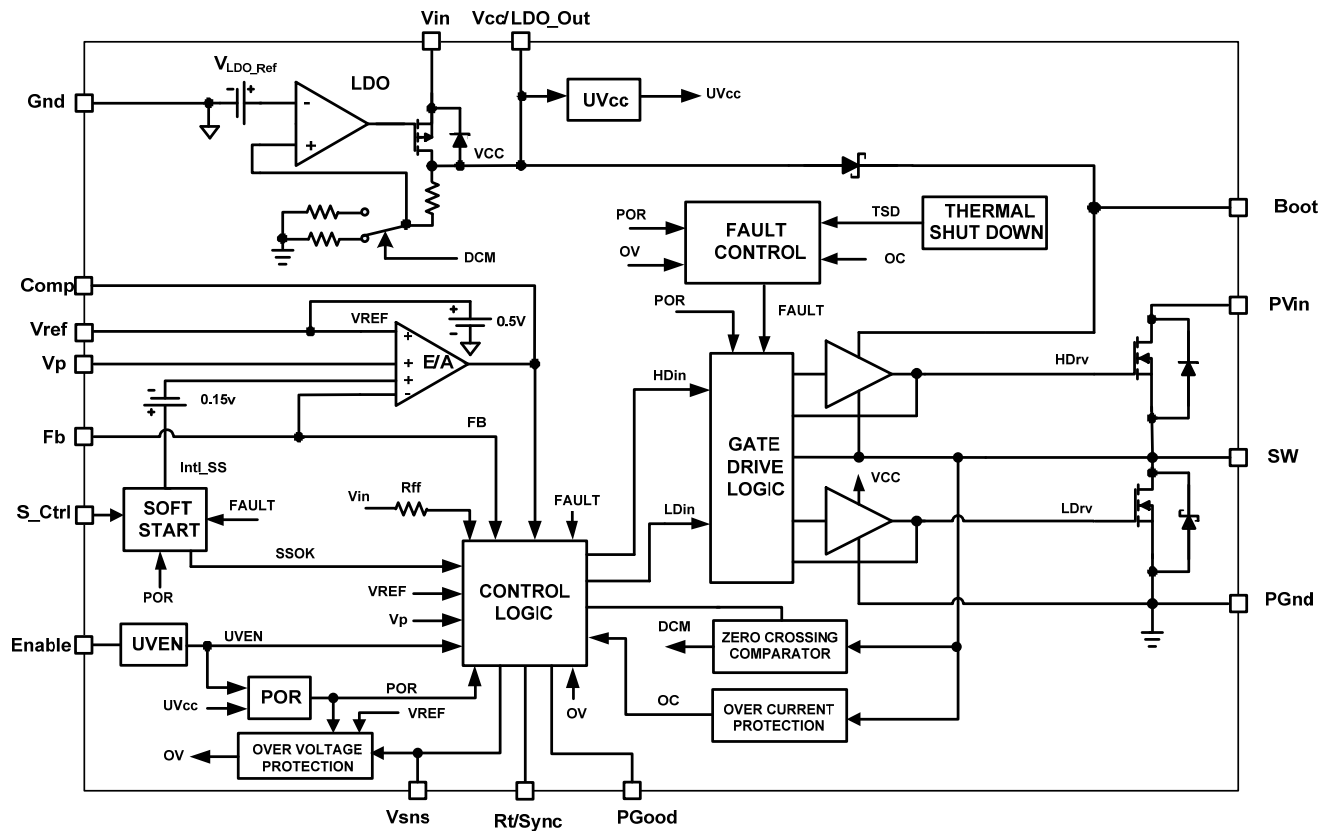 Vin
Vcc/LDO_Out
VLDO_Ref
- +
LDO
Gnd
-
+
UVcc
UVcc
VCC
DCM
POR
OV
FAULT
CONTROL
TSD
THERMAL
SHUT DOWN
OC
Boot
Comp
Vref
VREF
+
-
0.5V
Vp
+
+
+
-
E/A
- 
+
0.15v
Fb
FB
Intl_SS
POR
FAULT
PVin
HDin
HDrv
GATE
DRIVE
LOGIC
SW
VCC
S_Ctrl
SOFT
START
FAULT
Vin
Rff
FAULT
LDin
LDrv
SSOK
POR
VREF
CONTROL
LOGIC
Vp
PGnd
Enable
UVEN
UVEN
DCM
ZERO CROSSING
COMPARATOR
UVcc
POR
POR
OV
OC
OVER CURRENT
PROTECTION
VREF
OV
OVER VOLTAGE
PROTECTION
Vsns
Rt/Sync
PGood